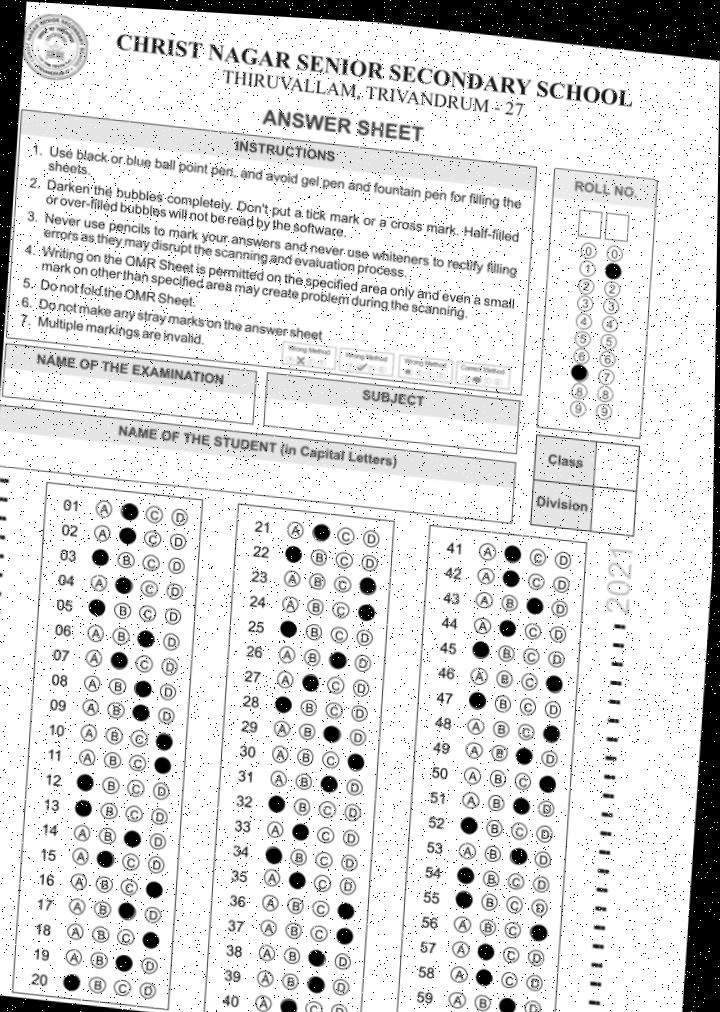 CHRIST NAGAR SENIOR SECONDARY SCHOOL
THIRUVALLAM, TRIVANDRUM - 27
ANSWER SHEET
INSTRUCTIONS
1. Use black or blue ball point pen, and avoid gel pen and fountain pen for filling the
sheets.
2. Darken the bubbles completely. Don't put a tick mark or a cross mark. Half-filled
or over-filled bubbles will not be read by the software.
3. Never use pencils to mark your answers and never use whiteners to rectify filling
errors as they may disrupt the scanning and evaluation process.
4. Writing on the OMR Sheet is permitted on the specified area only and even a small
mark on other than specified area may create problem during the scanning.
5. Do not fold the OMR Sheet.
6. Do not make any stray marks on the answer sheet
7. Multiple markings are invalid.
Wrong Method Wrong Method Wrong Method Correct Method
ROLL NO.
0 0
1
2 2
3 3
4 4
5 5
6 6
7
8 8
9 9
NAME OF THE EXAMINATION
SUBJECT
NAME OF THE STUDENT (in Capital Letters)
Class
Division
2021
01 A C D
02 A C D
03 B C D
04 A C D
05 B C D
06 A B D
07 A C D
08 A B D
09 A B D
10 A B C
11 A B C
12 B C D
13 B C D
14 A B D
15 A C D
16 A B C
17 A B D
18 A B C
19 A B D
20 B C D
21 A C D
22 B C D
23 A B C
24 A B C
25 B C D
26 A B D
27 A C D
28 B C D
29 A B D
30 A B C
31 A B D
32 B C D
33 A C D
34 B C D
35 A C D
36 A B C
37 A B C
38 A B D
39 A B D
40 A C D
41 A C D
42 A C D
43 A B D
44 A C D
45 B C D
46 A B C
47 B C D
48 A B C
49 A B D
50 A B C
51 A B D
52 B C D
53 A B D
54 B C D
55 B C D
56 A B C
57 A C D
58 A C D
59 A B D